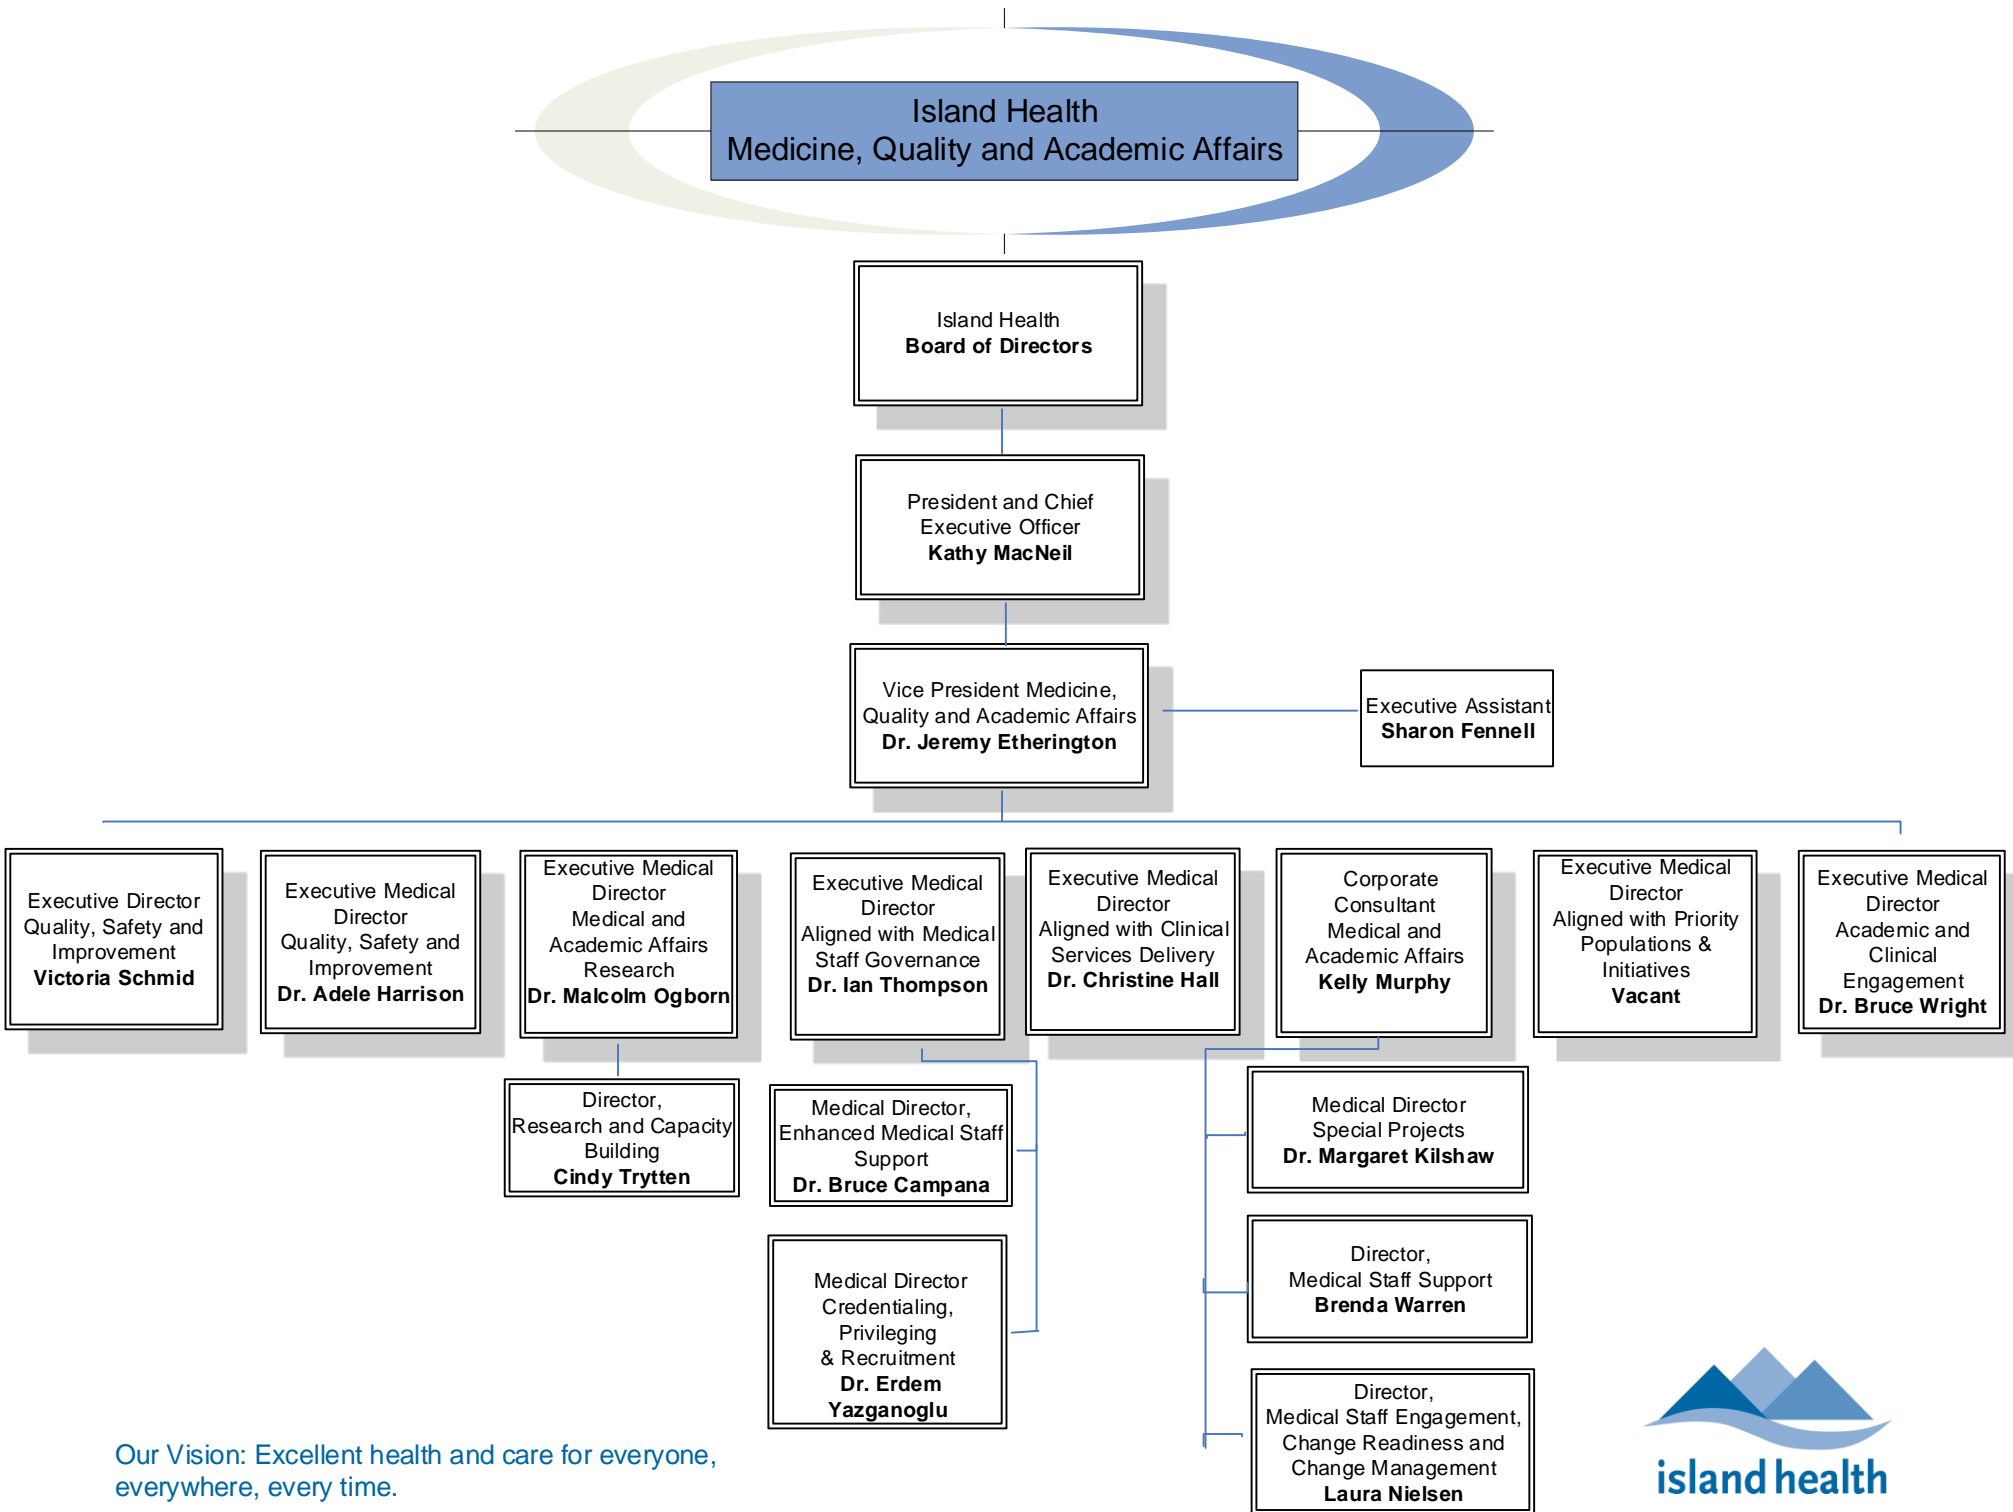 Island Health
Medicine, Quality and Academic Affairs
Island Health
Board of Directors
President and Chief
Executive Officer
Kathy MacNeil
Vice President Medicine,
Quality and Academic Affairs
Dr. Jeremy Etherington
Executive Assistant
Sharon Fennell
Executive Director
Quality, Safety and
Improvement
Victoria Schmid
Executive Medical
Director
Quality, Safety and
Improvement
Dr. Adele Harrison
Executive Medical
Director
Medical and
Academic Affairs
Research
Dr. Malcolm Ogborn
Executive Medical
Director
Aligned with Medical
Staff Governance
Dr. Ian Thompson
Executive Medical
Director
Aligned with Clinical
Services Delivery
Dr. Christine Hall
Corporate
Consultant
Medical and
Academic Affairs
Kelly Murphy
Executive Medical
Director
Aligned with Priority
Populations &
Initiatives
Vacant
Executive Medical
Director
Academic and
Clinical
Engagement
Dr. Bruce Wright
Director,
Research and Capacity
Building
Cindy Trytten
Medical Director,
Enhanced Medical Staff
Support
Dr. Bruce Campana
Medical Director
Credentialing,
Privileging
& Recruitment
Dr. Erdem
Yazganoglu
Medical Director
Special Projects
Dr. Margaret Kilshaw
Director,
Medical Staff Support
Brenda Warren
Director,
Medical Staff Engagement,
Change Readiness and
Change Management
Laura Nielsen
Our Vision: Excellent health and care for everyone,
everywhere, every time.
island health